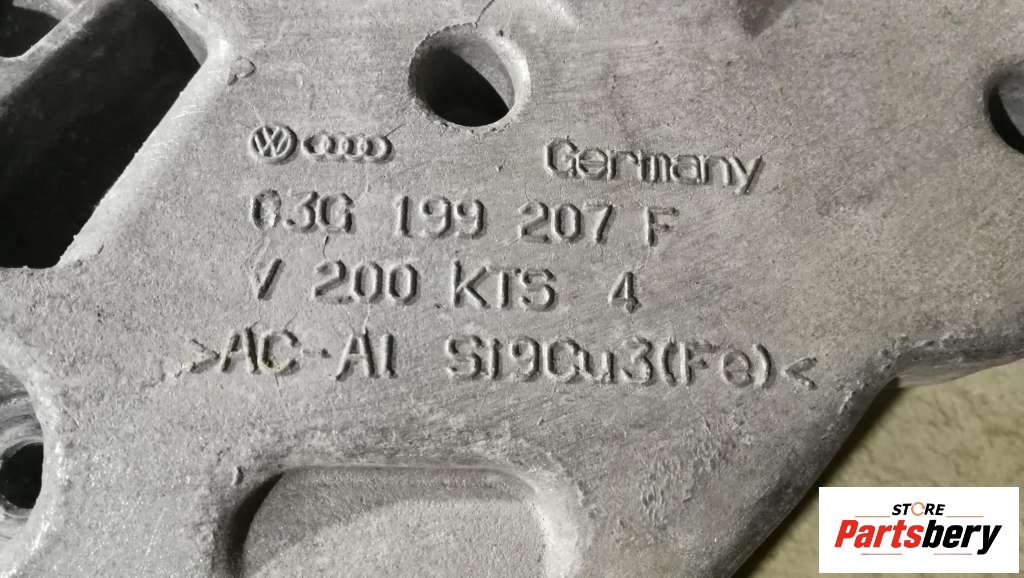 Germany
03G 199 207 F
V 200 KTS 4
>AC-Al Si9Cu3(Fe)<
STORE
Partsbery